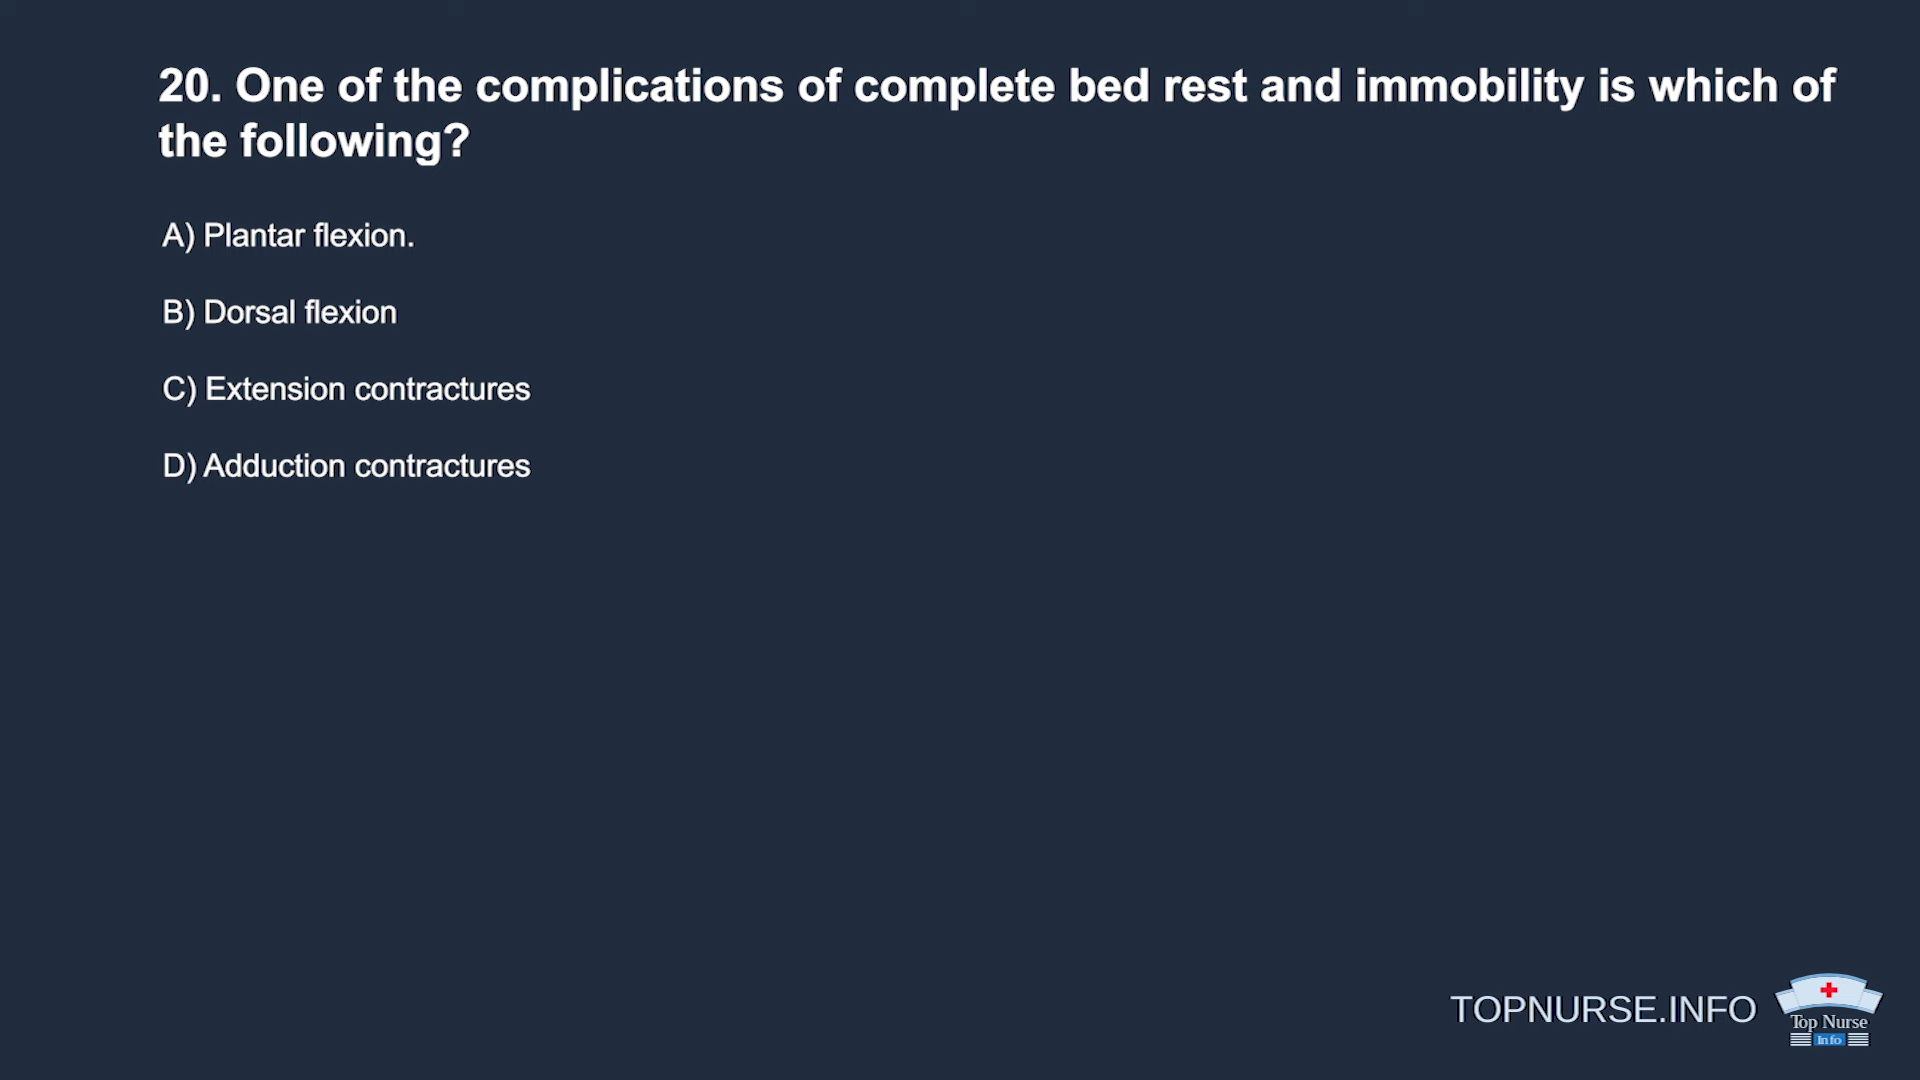 20. One of the complications of complete bed rest and immobility is which of
the following?
A) Plantar flexion.
B) Dorsal flexion
C) Extension contractures
D) Adduction contractures
TOPNURSE.INFO
Top Nurse
Info